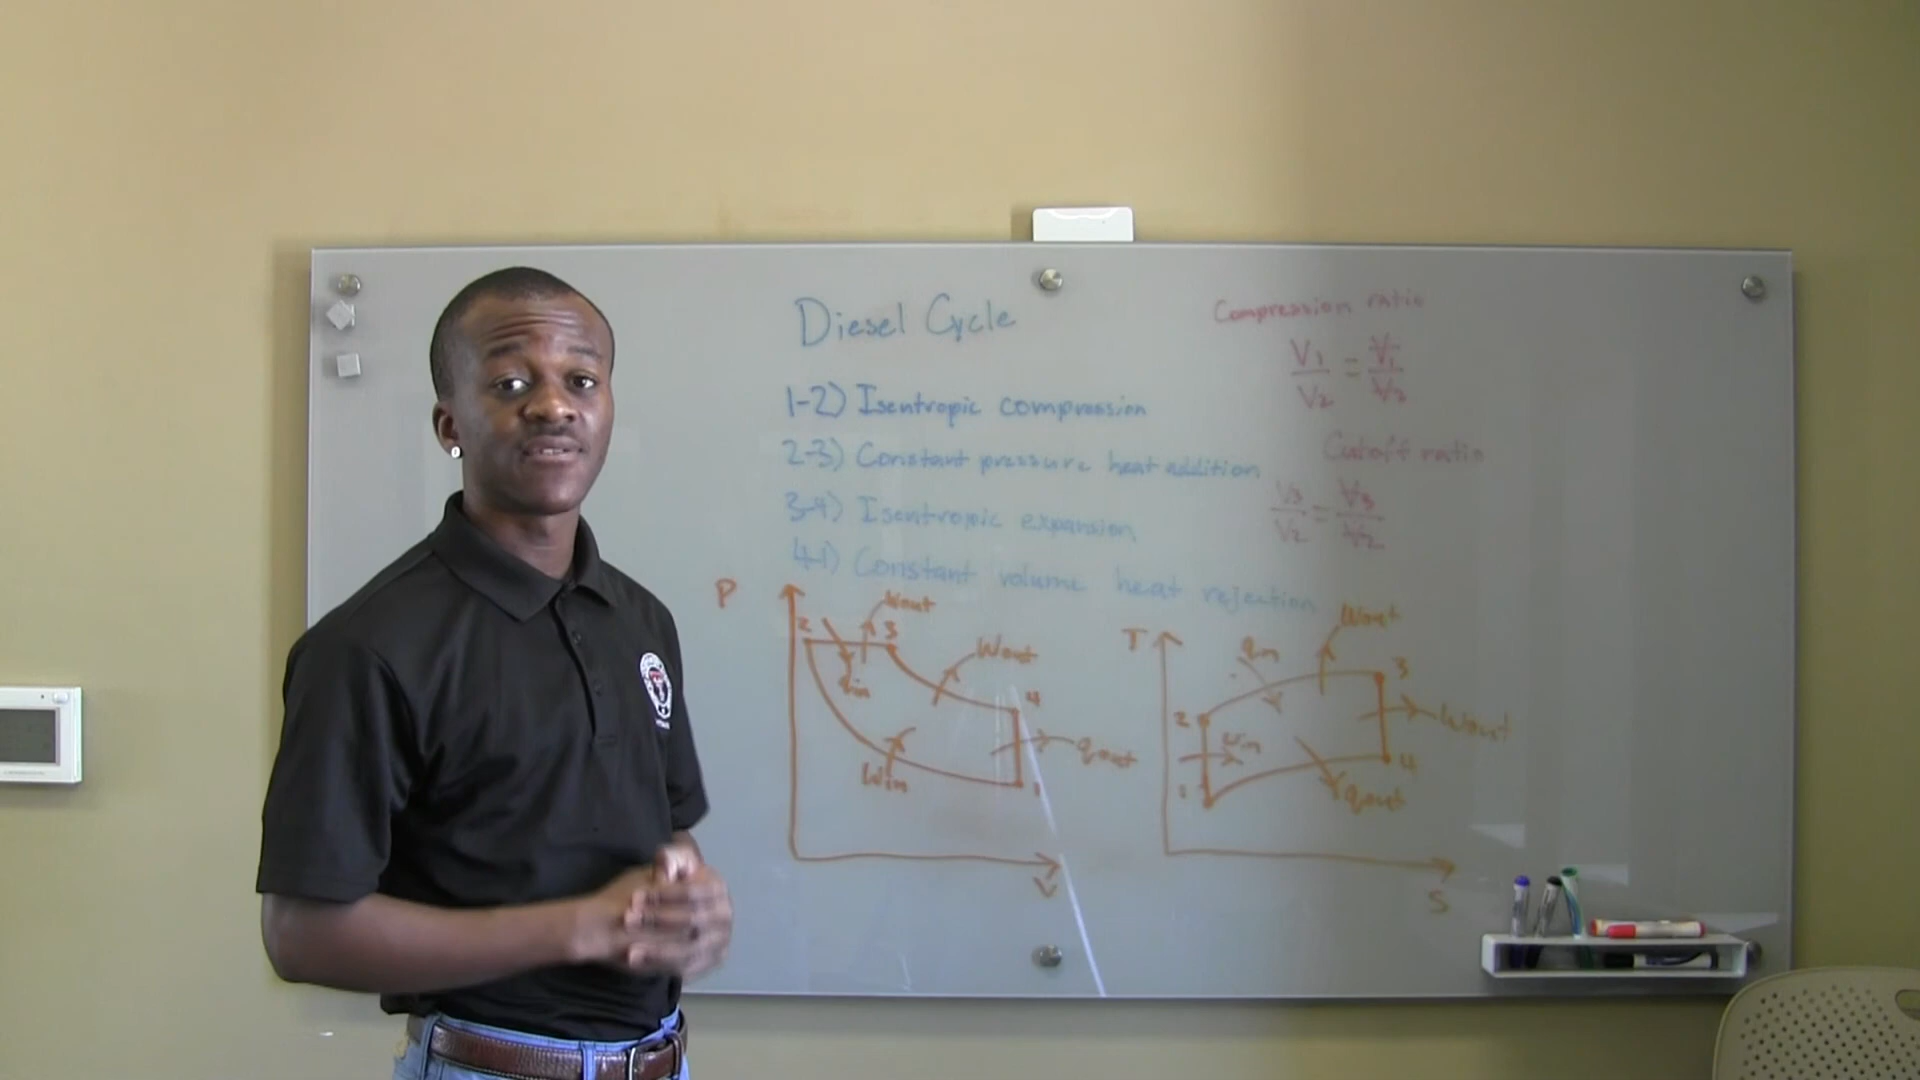 Diesel Cycle
1-2) Isentropic compression
2-3) Constant pressure heat addition
3-4) Isentropic expansion
4-1) Constant volume heat rejection
Compression ratio
V1/V2 = V1/V2
Cutoff ratio
V3/V2 = V3/V2
P
2
3
Wout
qin
Wout
4
qout
Win
1
V
T
qin
Wout
3
2
Win
Wout
4
1
qout
S